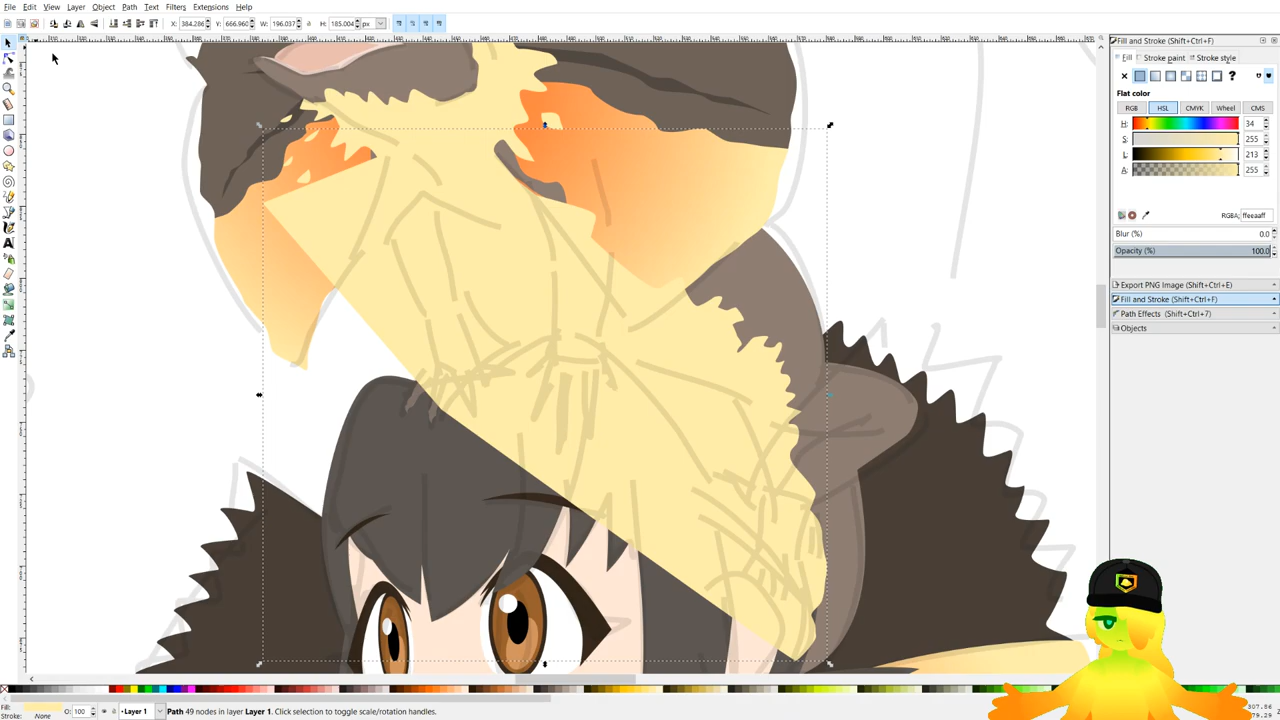 File Edit View Layer Object Path Text Filters Extensions Help
X: 384.286 Y: 666.960 W: 196.037 H: 185.004 px
Fill and Stroke (Shift+Ctrl+F)
Fill Stroke paint Stroke style
Flat color
RGB HSL CMYK Wheel CMS
H: 34
S: 255
L: 213
A: 255
RGBA: ffeeaaff
Blur (%) 0.0
Opacity (%) 100.0
Export PNG Image (Shift+Ctrl+E)
Fill and Stroke (Shift+Ctrl+F)
Path Effects (Shift+Ctrl+7)
Objects
Fill:
Stroke: None
O: 100
Layer 1
Path 49 nodes in layer Layer 1. Click selection to toggle scale/rotation handles.